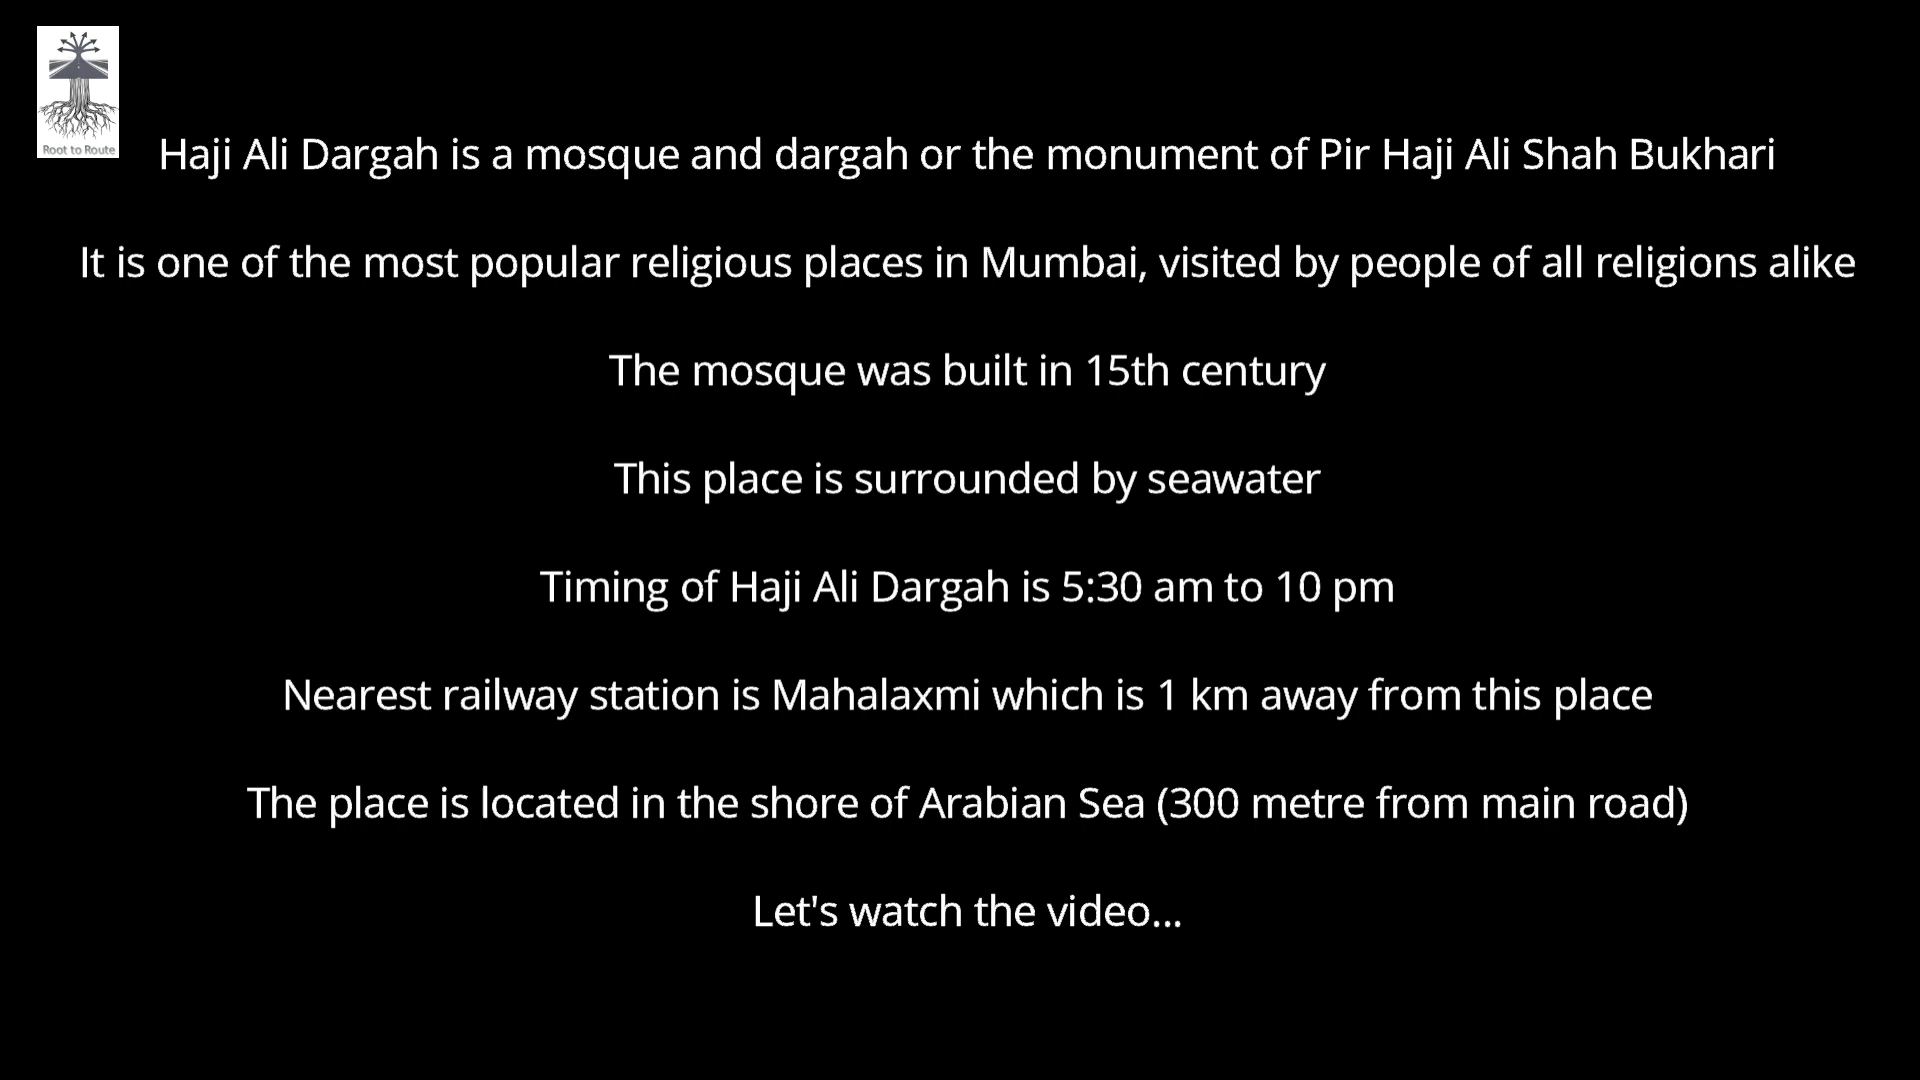 Root to Route
Haji Ali Dargah is a mosque and dargah or the monument of Pir Haji Ali Shah Bukhari
It is one of the most popular religious places in Mumbai, visited by people of all religions alike
The mosque was built in 15th century
This place is surrounded by seawater
Timing of Haji Ali Dargah is 5:30 am to 10 pm
Nearest railway station is Mahalaxmi which is 1 km away from this place
The place is located in the shore of Arabian Sea (300 metre from main road)
Let's watch the video...